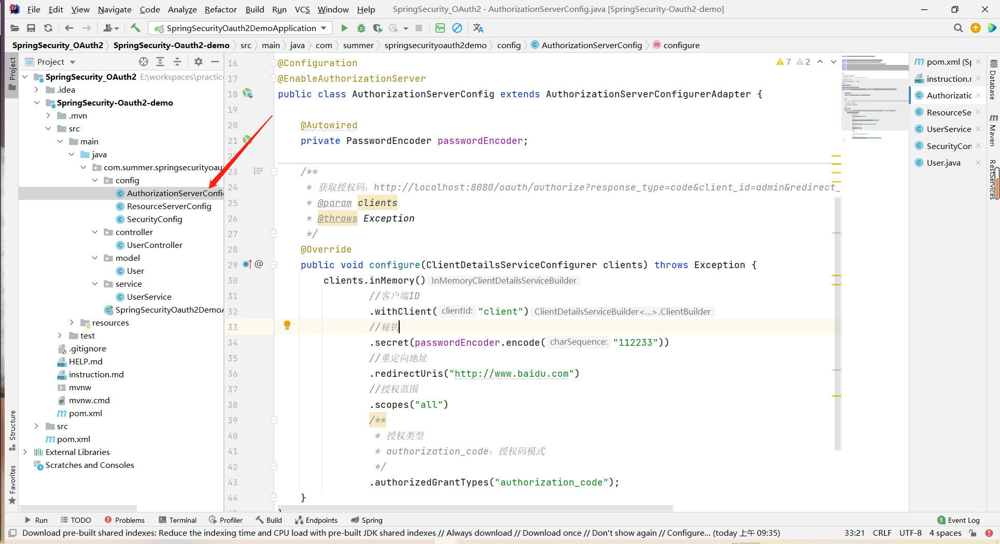 File Edit View Navigate Code Analyze Refactor Build Run VCS Window Help SpringSecurity_OAuth2 - AuthorizationServerConfig.java [SpringSecurity-Oauth2-demo]
SpringSecurityOauth2DemoApplication
SpringSecurity_OAuth2 SpringSecurity-Oauth2-demo src main java com summer springsecurityoauth2demo config AuthorizationServerConfig configure
Project
Project
SpringSecurity_OAuth2 E:\workspaces\practice
.idea
SpringSecurity-Oauth2-demo
.mvn
src
main
java
com.summer.springsecurityoau
config
AuthorizationServerConfi
ResourceServerConfig
SecurityConfig
controller
UserController
model
User
service
UserService
SpringSecurityOauth2DemoA
resources
test
.gitignore
HELP.md
instruction.md
mvnw
mvnw.cmd
pom.xml
src
pom.xml
External Libraries
Scratches and Consoles
Structure
Favorites
7 2
16 @Configuration
17 @EnableAuthorizationServer
18 public class AuthorizationServerConfig extends AuthorizationServerConfigurerAdapter {
19
20 @Autowired
21 private PasswordEncoder passwordEncoder;
22
23 /**
24 * 获取授权码：http://localhost:8080/oauth/authorize?response_type=code&client_id=admin&redirect_
25 * @param clients
26 * @throws Exception
27 */
28 @Override
29 public void configure(ClientDetailsServiceConfigurer clients) throws Exception {
30 clients.inMemory() InMemoryClientDetailsServiceBuilder
31 //客户端ID
32 .withClient( clientId: "client") ClientDetailsServiceBuilder<...>.ClientBuilder
33 //秘钥
34 .secret(passwordEncoder.encode( charSequence: "112233"))
35 //重定向地址
36 .redirectUris("http://www.baidu.com")
37 //授权范围
38 .scopes("all")
39 /**
40 * 授权类型
41 * authorization_code：授权码模式
42 */
43 .authorizedGrantTypes("authorization_code");
44 }
pom.xml (S
instruction.r
Authorizatic
ResourceSe
UserService
SecurityCon
User.java
Database
Maven
RestServices
Run TODO Problems Terminal Profiler Build Endpoints Spring 1 Event Log
Download pre-built shared indexes: Reduce the indexing time and CPU load with pre-built JDK shared indexes // Always download // Download once // Don't show again // Configure... (today 上午 09:35) 33:21 CRLF UTF-8 4 spaces